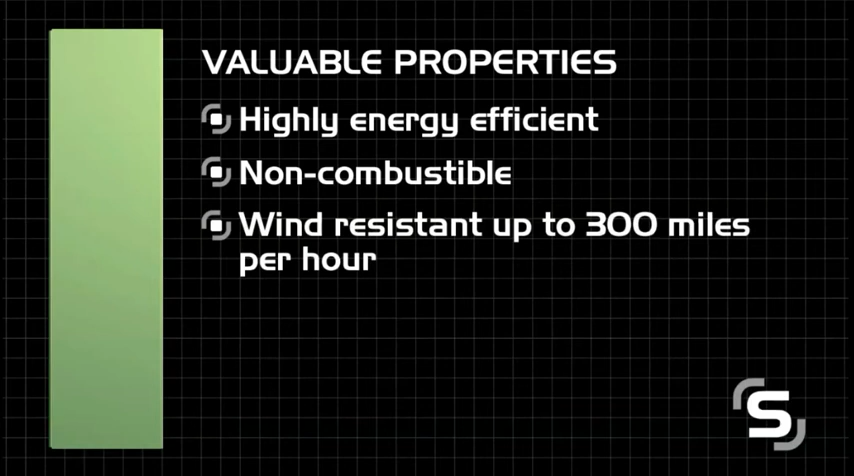 VALUABLE PROPERTIES
Highly energy efficient
Non-combustible
Wind resistant up to 300 miles
per hour
S